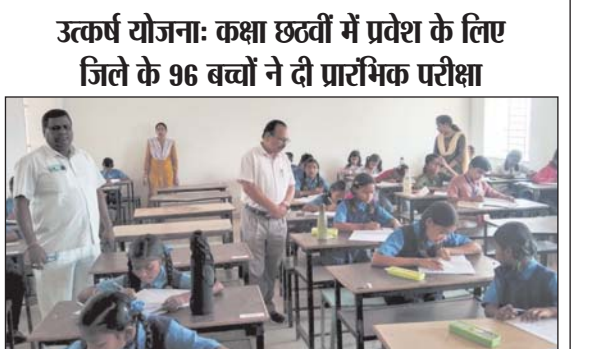 उत्कर्ष योजनाः कक्षा छठवीं में प्रवेश के लिए
जिले के 96 बच्चों ने दी प्रारंभिक परीक्षा